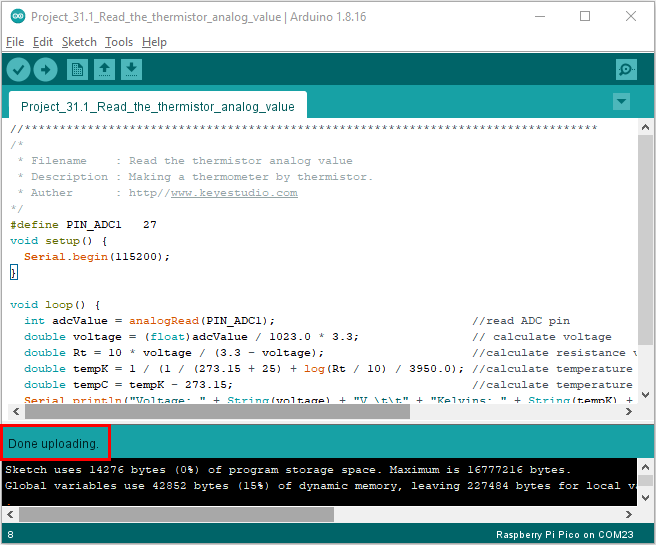 Project_31.1_Read_the_thermistor_analog_value | Arduino 1.8.16
File Edit Sketch Tools Help
Project_31.1_Read_the_thermistor_analog_value
//**********************************************************************************
/*
 * Filename    : Read the thermistor analog value
 * Description : Making a thermometer by thermistor.
 * Auther      : http//www.keyestudio.com
*/
#define PIN_ADC1   27
void setup() {
  Serial.begin(115200);
}
void loop() {
  int adcValue = analogRead(PIN_ADC1);                            //read ADC pin
  double voltage = (float)adcValue / 1023.0 * 3.3;                // calculate voltage
  double Rt = 10 * voltage / (3.3 - voltage);                     //calculate resistance v
  double tempK = 1 / (1 / (273.15 + 25) + log(Rt / 10) / 3950.0); //calculate temperature
  double tempC = tempK - 273.15;                                  //calculate temperature
  Serial.println("Voltage: " + String(voltage) + "V,\t\t" + "Kelvins: " + String(tempK) +
Done uploading.
Sketch uses 14276 bytes (0%) of program storage space. Maximum is 16777216 bytes.
Global variables use 42852 bytes (15%) of dynamic memory, leaving 227484 bytes for local va
8 Raspberry Pi Pico on COM23